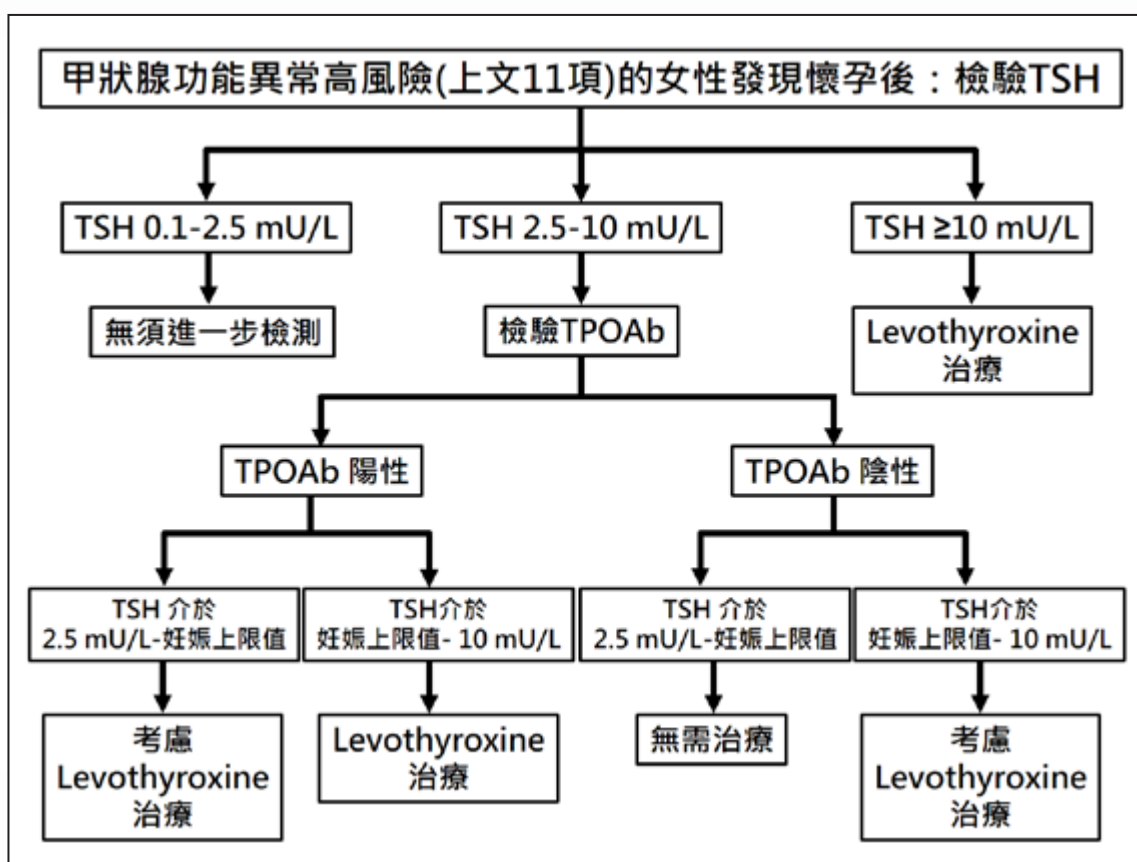 甲狀腺功能異常高風險(上文11項)的女性發現懷孕後：檢驗TSH
TSH 0.1-2.5 mU/L
TSH 2.5-10 mU/L
TSH ≥10 mU/L
無須進一步檢測
檢驗TPOAb
Levothyroxine
治療
TPOAb 陽性
TPOAb 陰性
TSH 介於
2.5 mU/L-妊娠上限值
TSH介於
妊娠上限值- 10 mU/L
TSH 介於
2.5 mU/L-妊娠上限值
TSH介於
妊娠上限值- 10 mU/L
考慮
Levothyroxine
治療
Levothyroxine
治療
無需治療
考慮
Levothyroxine
治療